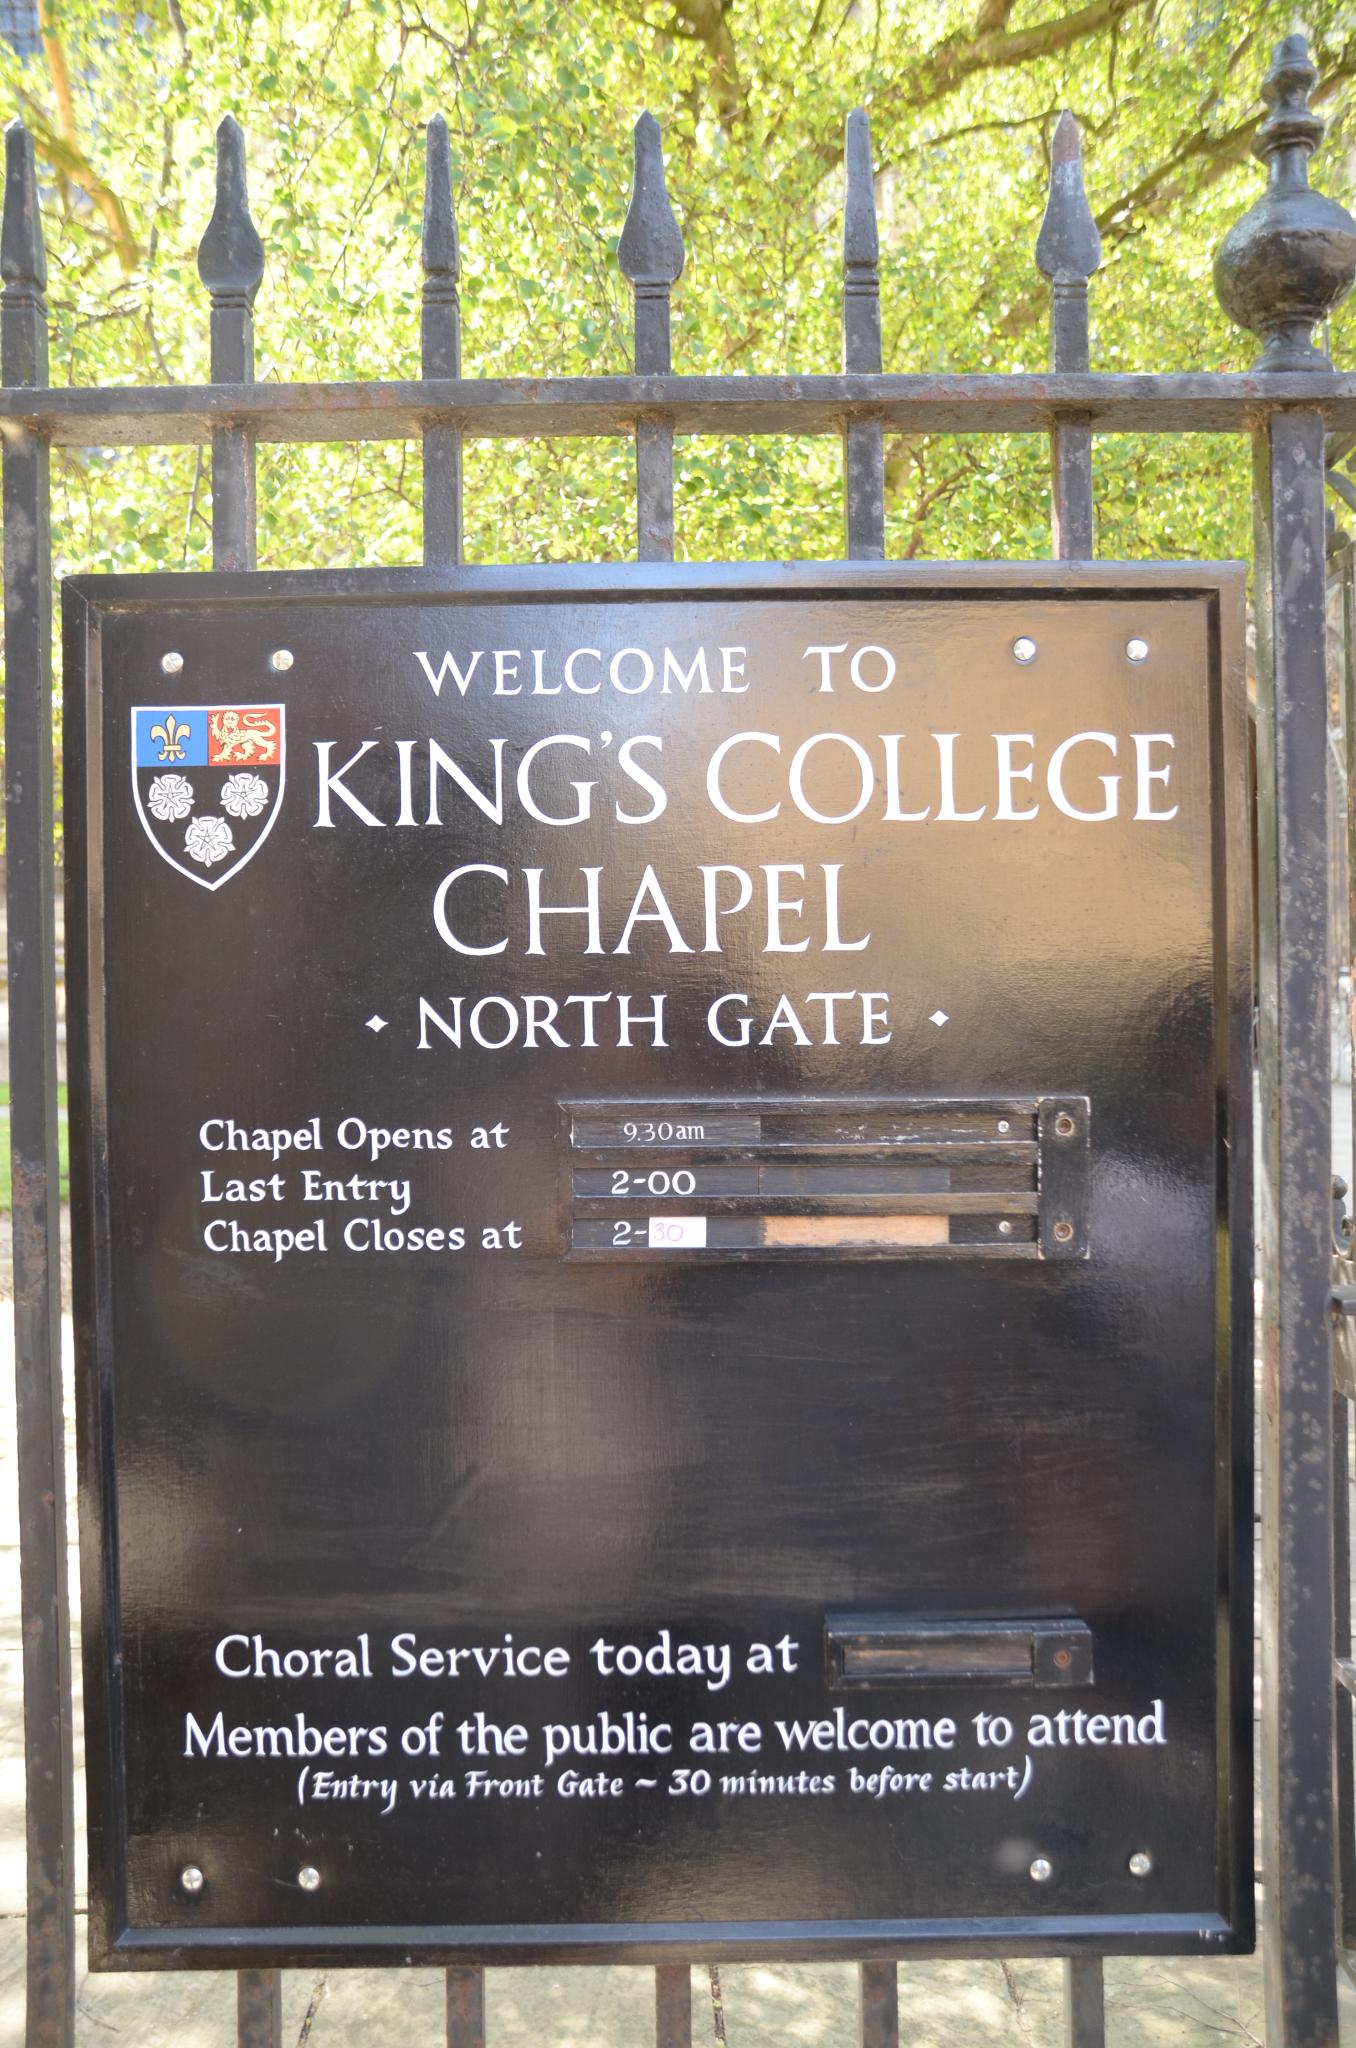 WELCOME TO
KING'S COLLEGE
CHAPEL
· NORTH GATE ·
Chapel Opens at 9.30am
Last Entry 2-00
Chapel Closes at 2-30
Choral Service today at
Members of the public are welcome to attend
(Entry via Front Gate ~ 30 minutes before start)